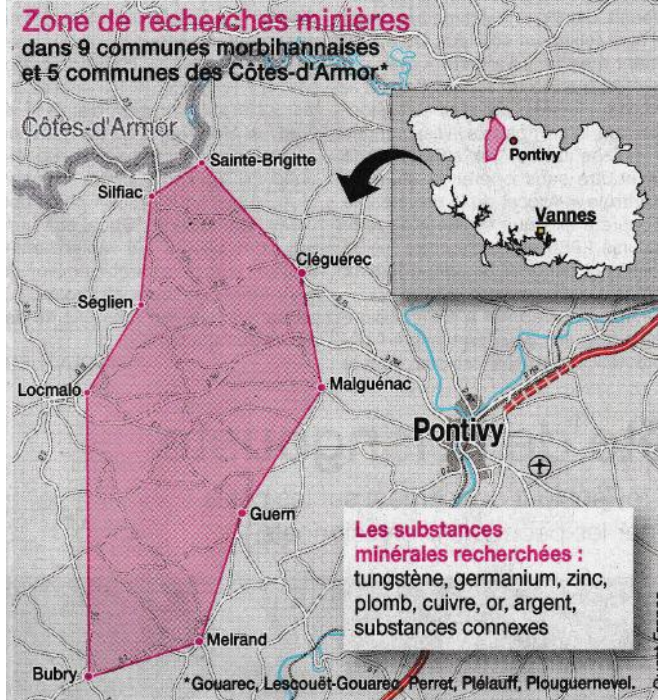 Zone de recherches minières
dans 9 communes morbihannaises
et 5 communes des Côtes-d'Armor*
Côtes-d'Armor
Sainte-Brigitte
Silfiac
Pontivy
Vannes
Cléguérec
Séglien
Locmalo
Malguénac
Pontivy
Guern
Les substances
minérales recherchées :
tungstène, germanium, zinc,
plomb, cuivre, or, argent,
substances connexes
Melrand
Bubry
*Gouarec, Lescouët-Gouarec, Perret, Plélauff, Plouguernevel.